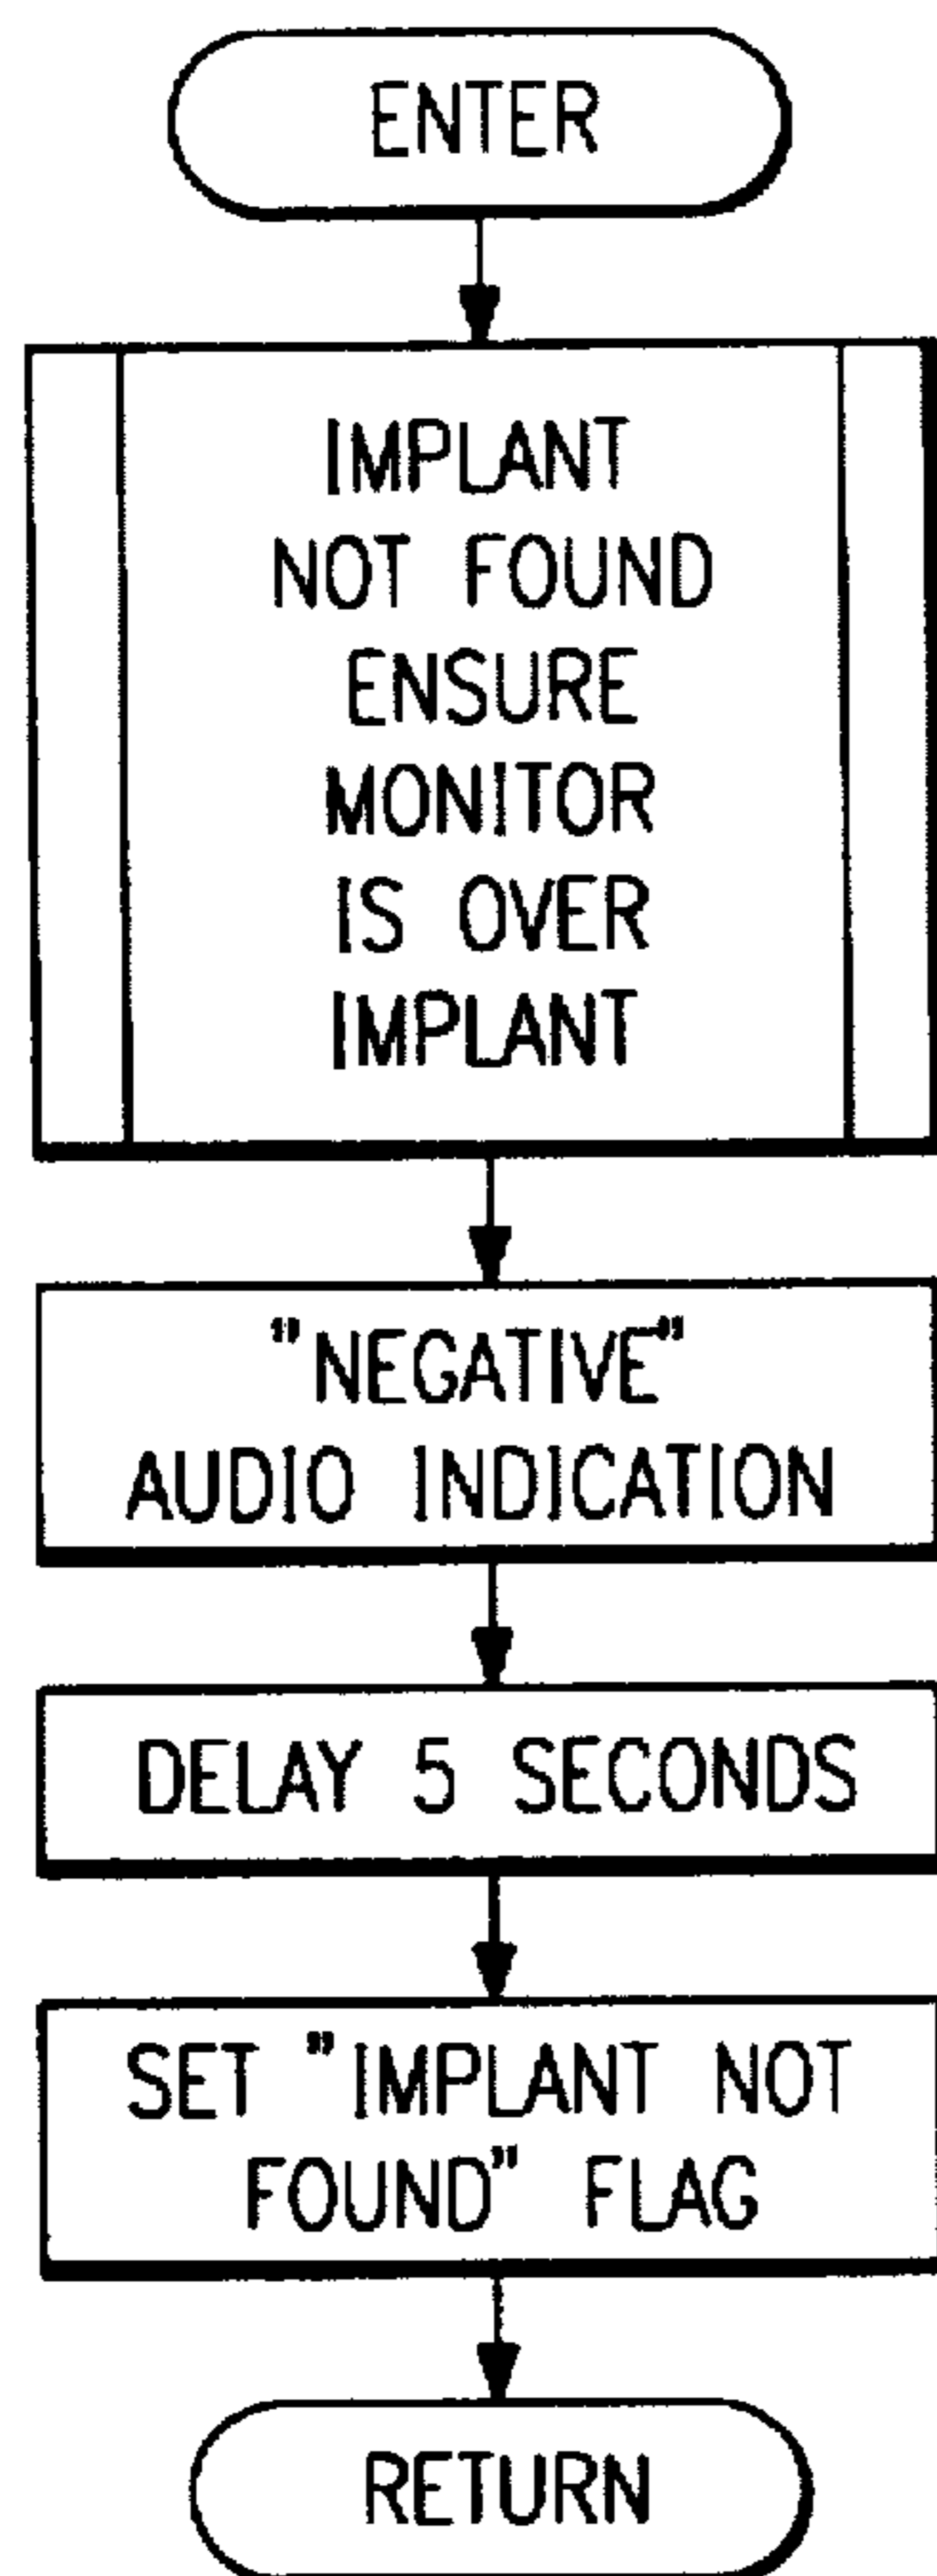 ENTER
IMPLANT
NOT FOUND
ENSURE
MONITOR
IS OVER
IMPLANT
"NEGATIVE"
AUDIO INDICATION
DELAY 5 SECONDS
SET "IMPLANT NOT
FOUND" FLAG
RETURN